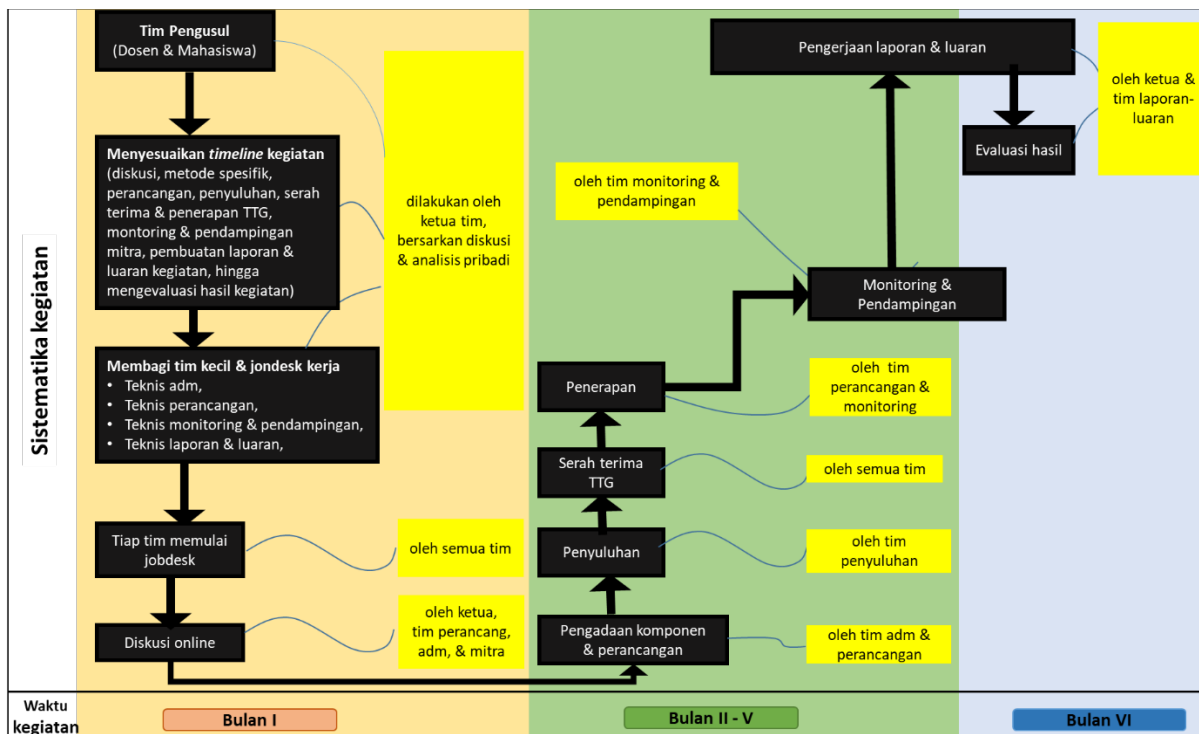 Sistematika kegiatan
Tim Pengusul
(Dosen & Mahasiswa)
Menyesuaikan timeline kegiatan
(diskusi, metode spesifik,
perancangan, penyuluhan, serah
terima & penerapan TTG,
montoring & pendampingan
mitra, pembuatan laporan &
luaran kegiatan, hingga
mengevaluasi hasil kegiatan)
dilakukan oleh
ketua tim,
bersarkan diskusi
& analisis pribadi
Membagi tim kecil & jondesk kerja
• Teknis adm,
• Teknis perancangan,
• Teknis monitoring & pendampingan,
• Teknis laporan & luaran,
Tiap tim memulai
jobdesk
oleh semua tim
Diskusi online
oleh ketua,
tim perancang,
adm, & mitra
Pengerjaan laporan & luaran
oleh ketua &
tim laporan-
luaran
Evaluasi hasil
oleh tim monitoring &
pendampingan
Monitoring &
Pendampingan
Penerapan
oleh tim
perancangan &
monitoring
Serah terima
TTG
oleh semua tim
Penyuluhan
oleh tim
penyuluhan
Pengadaan komponen
& perancangan
oleh tim adm &
perancangan
Waktu
kegiatan
Bulan I
Bulan II - V
Bulan VI